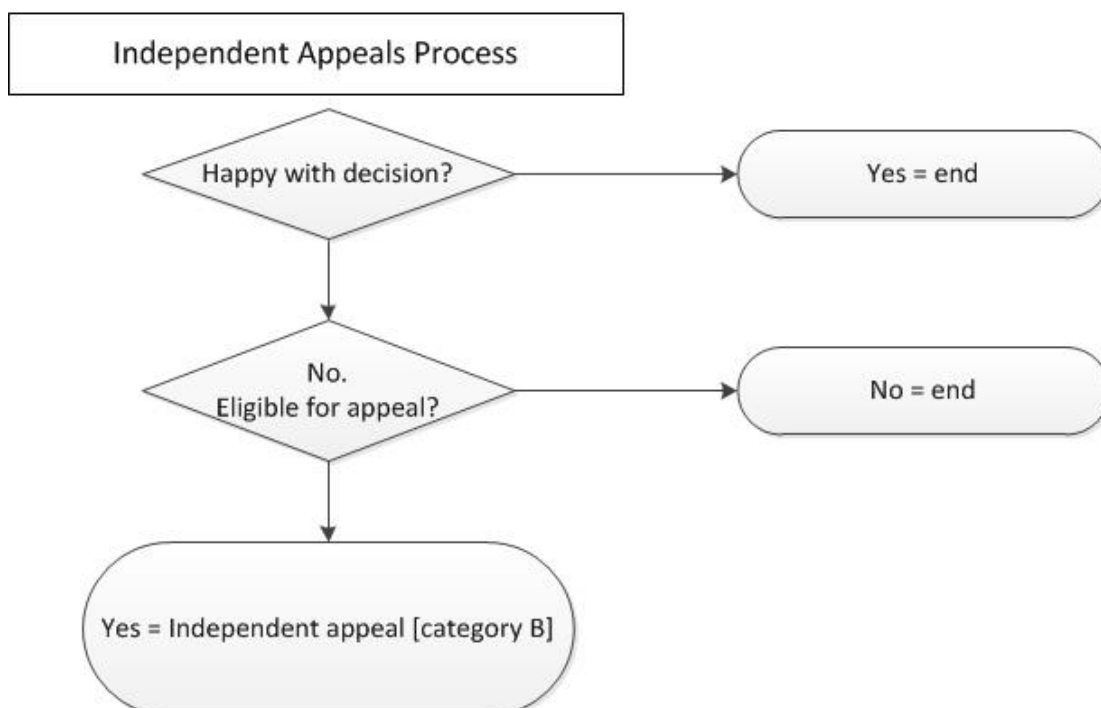 Independent Appeals Process
Happy with decision?
Yes = end
No.
Eligible for appeal?
No = end
Yes = Independent appeal [category B]